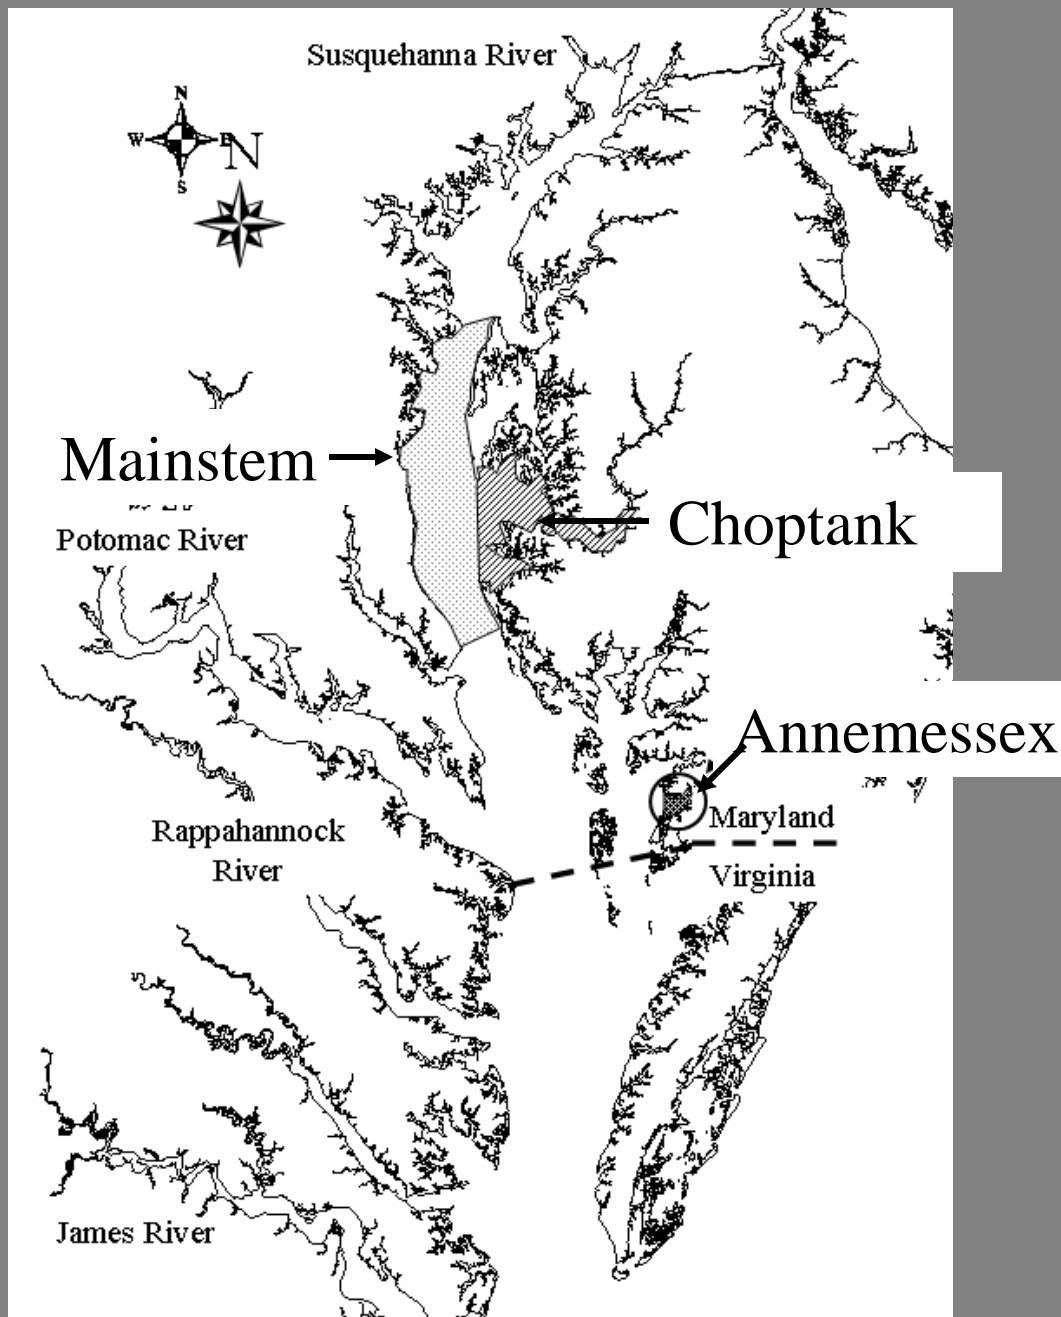 Susquehanna River
N
W
E
N
S
Mainstem
Choptank
Potomac River
Annemessex
Maryland
Rappahannock
River
Virginia
James River